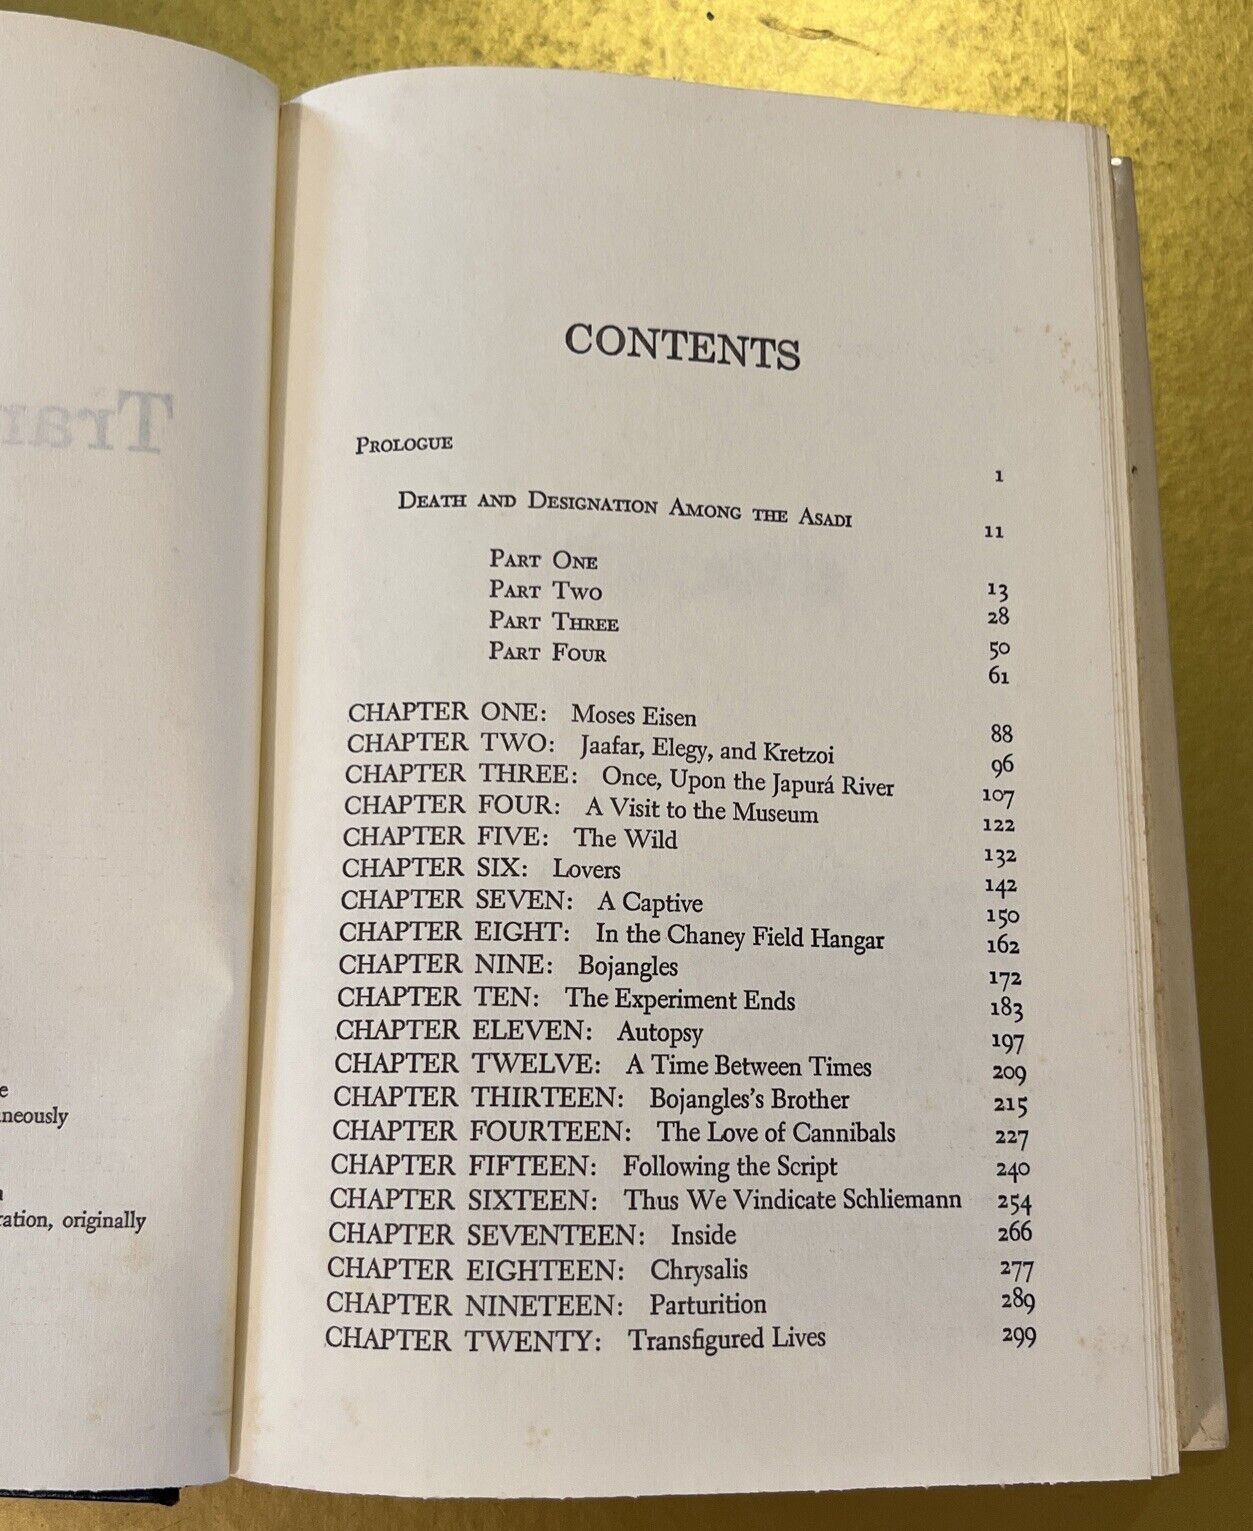 Tran
e
neously
ration, originally
CONTENTS
PROLOGUE 1
DEATH AND DESIGNATION AMONG THE ASADI 11
PART ONE 13
PART TWO 28
PART THREE 50
PART FOUR 61
CHAPTER ONE: Moses Eisen 88
CHAPTER TWO: Jaafar, Elegy, and Kretzoi 96
CHAPTER THREE: Once, Upon the Japurá River 107
CHAPTER FOUR: A Visit to the Museum 122
CHAPTER FIVE: The Wild 132
CHAPTER SIX: Lovers 142
CHAPTER SEVEN: A Captive 150
CHAPTER EIGHT: In the Chaney Field Hangar 162
CHAPTER NINE: Bojangles 172
CHAPTER TEN: The Experiment Ends 183
CHAPTER ELEVEN: Autopsy 197
CHAPTER TWELVE: A Time Between Times 209
CHAPTER THIRTEEN: Bojangles's Brother 215
CHAPTER FOURTEEN: The Love of Cannibals 227
CHAPTER FIFTEEN: Following the Script 240
CHAPTER SIXTEEN: Thus We Vindicate Schliemann 254
CHAPTER SEVENTEEN: Inside 266
CHAPTER EIGHTEEN: Chrysalis 277
CHAPTER NINETEEN: Parturition 289
CHAPTER TWENTY: Transfigured Lives 299